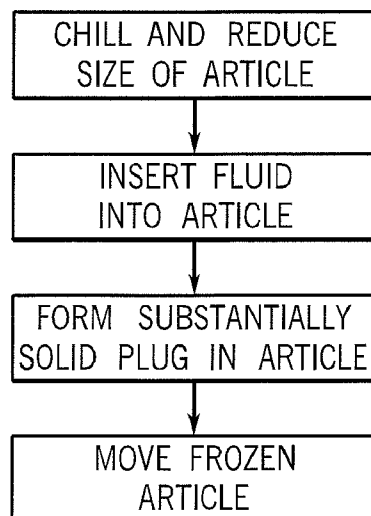 CHILL AND REDUCE
SIZE OF ARTICLE
INSERT FLUID
INTO ARTICLE
FORM SUBSTANTIALLY
SOLID PLUG IN ARTICLE
MOVE FROZEN
ARTICLE